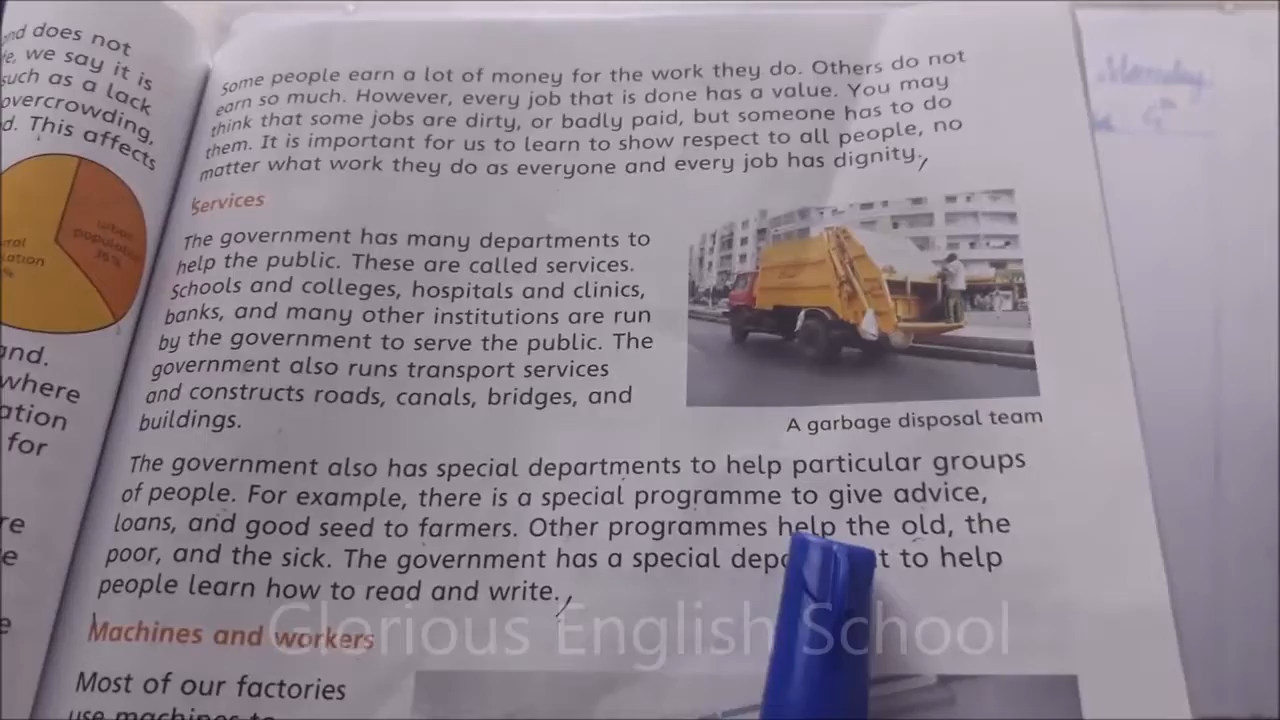 and does not
we say it is
such as a lack
overcrowding,
d. This affects
urban
population
36%
and.
where
ation
for
re
e
Some people earn a lot of money for the work they do. Others do not
earn so much. However, every job that is done has a value. You may
think that some jobs are dirty, or badly paid, but someone has to do
them. It is important for us to learn to show respect to all people, no
matter what work they do as everyone and every job has dignity.
Services
The government has many departments to
help the public. These are called services.
Schools and colleges, hospitals and clinics,
banks, and many other institutions are run
by the government to serve the public. The
government also runs transport services
and constructs roads, canals, bridges, and
buildings.
A garbage disposal team
The government also has special departments to help particular groups
of people. For example, there is a special programme to give advice,
loans, and good seed to farmers. Other programmes help the old, the
poor, and the sick. The government has a special depa t to help
people learn how to read and write.
Machines and workers
Most of our factories
use machines to
Glorious English School
Monday